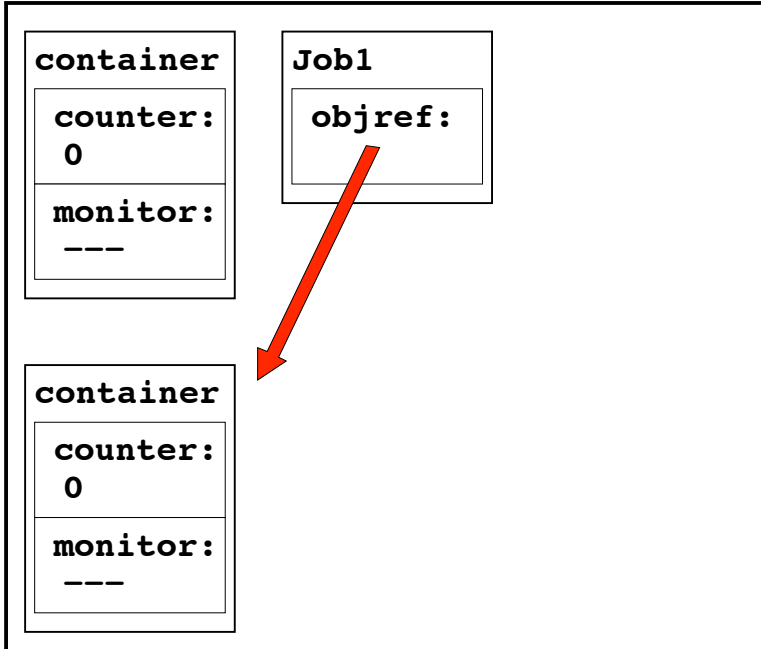 container
counter:
0
monitor:
---
Job1
objref:
container
counter:
0
monitor:
---